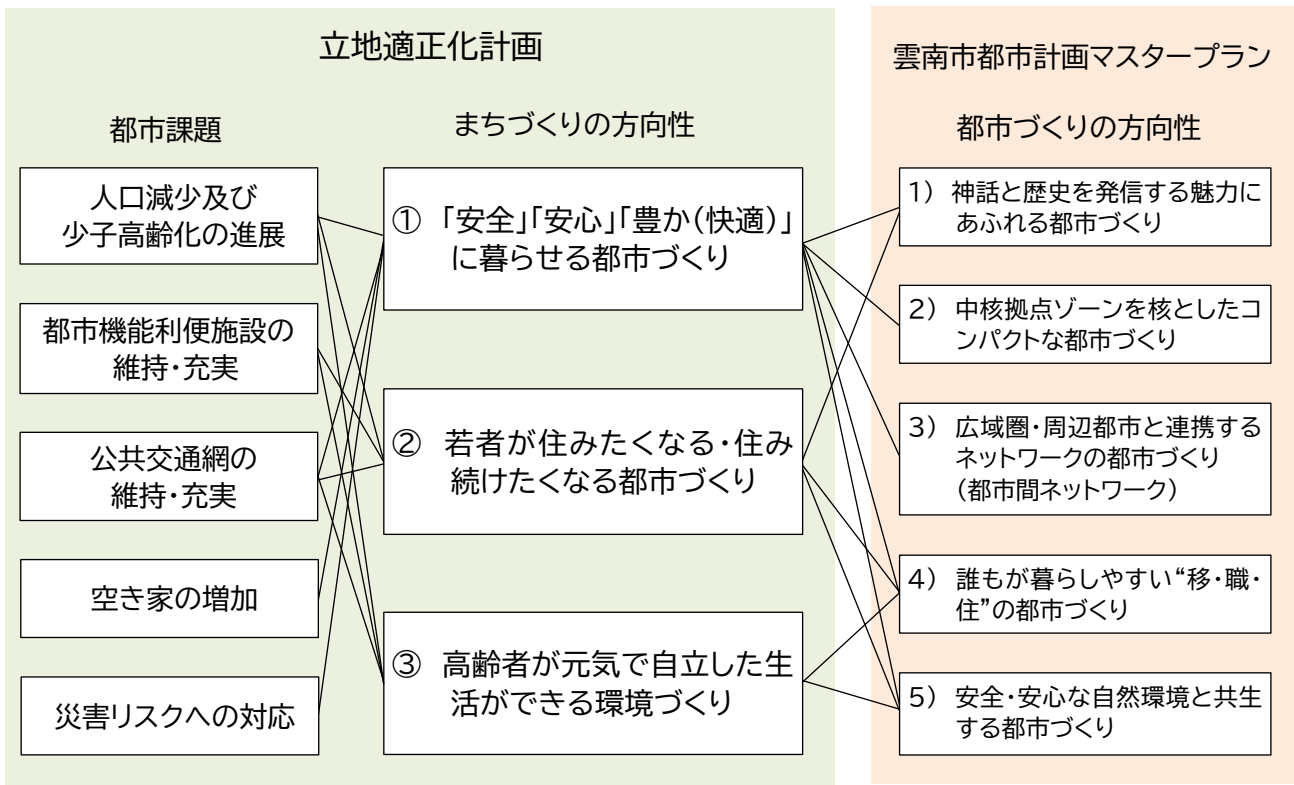 立地適正化計画
都市課題
人口減少及び
少子高齢化の進展
都市機能利便施設の
維持・充実
公共交通網の
維持・充実
空き家の増加
災害リスクへの対応
まちづくりの方向性
① 「安全」「安心」「豊か(快適)」
に暮らせる都市づくり
② 若者が住みたくなる・住み
続けたくなる都市づくり
③ 高齢者が元気で自立した生
活ができる環境づくり
雲南市都市計画マスタープラン
都市づくりの方向性
1) 神話と歴史を発信する魅力に
あふれる都市づくり
2) 中核拠点ゾーンを核としたコ
ンパクトな都市づくり
3) 広域圏・周辺都市と連携する
ネットワークの都市づくり
(都市間ネットワーク)
4) 誰もが暮らしやすい“移・職・
住”の都市づくり
5) 安全・安心な自然環境と共生
する都市づくり